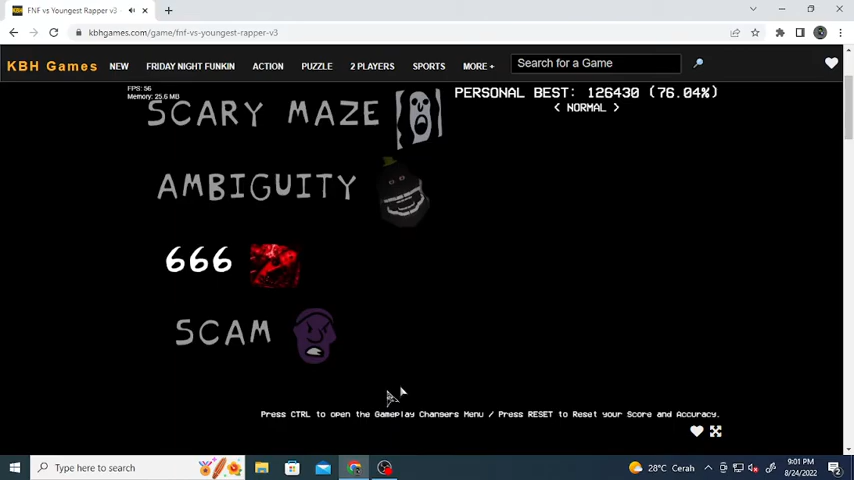 FNF vs Youngest Rapper v3 -
kbhgames.com/game/fnf-vs-youngest-rapper-v3
KBH Games NEW FRIDAY NIGHT FUNKIN ACTION PUZZLE 2 PLAYERS SPORTS MORE + Search for a Game
FPS: 56
Memory: 25.6 MB
PERSONAL BEST: 126430 (76.04%)
< NORMAL >
SCARY MAZE
AMBIGUITY
666
SCAM
Press CTRL to open the Gameplay Changers Menu / Press RESET to Reset your Score and Accuracy.
Type here to search
28°C Cerah
9:01 PM
8/24/2022
2